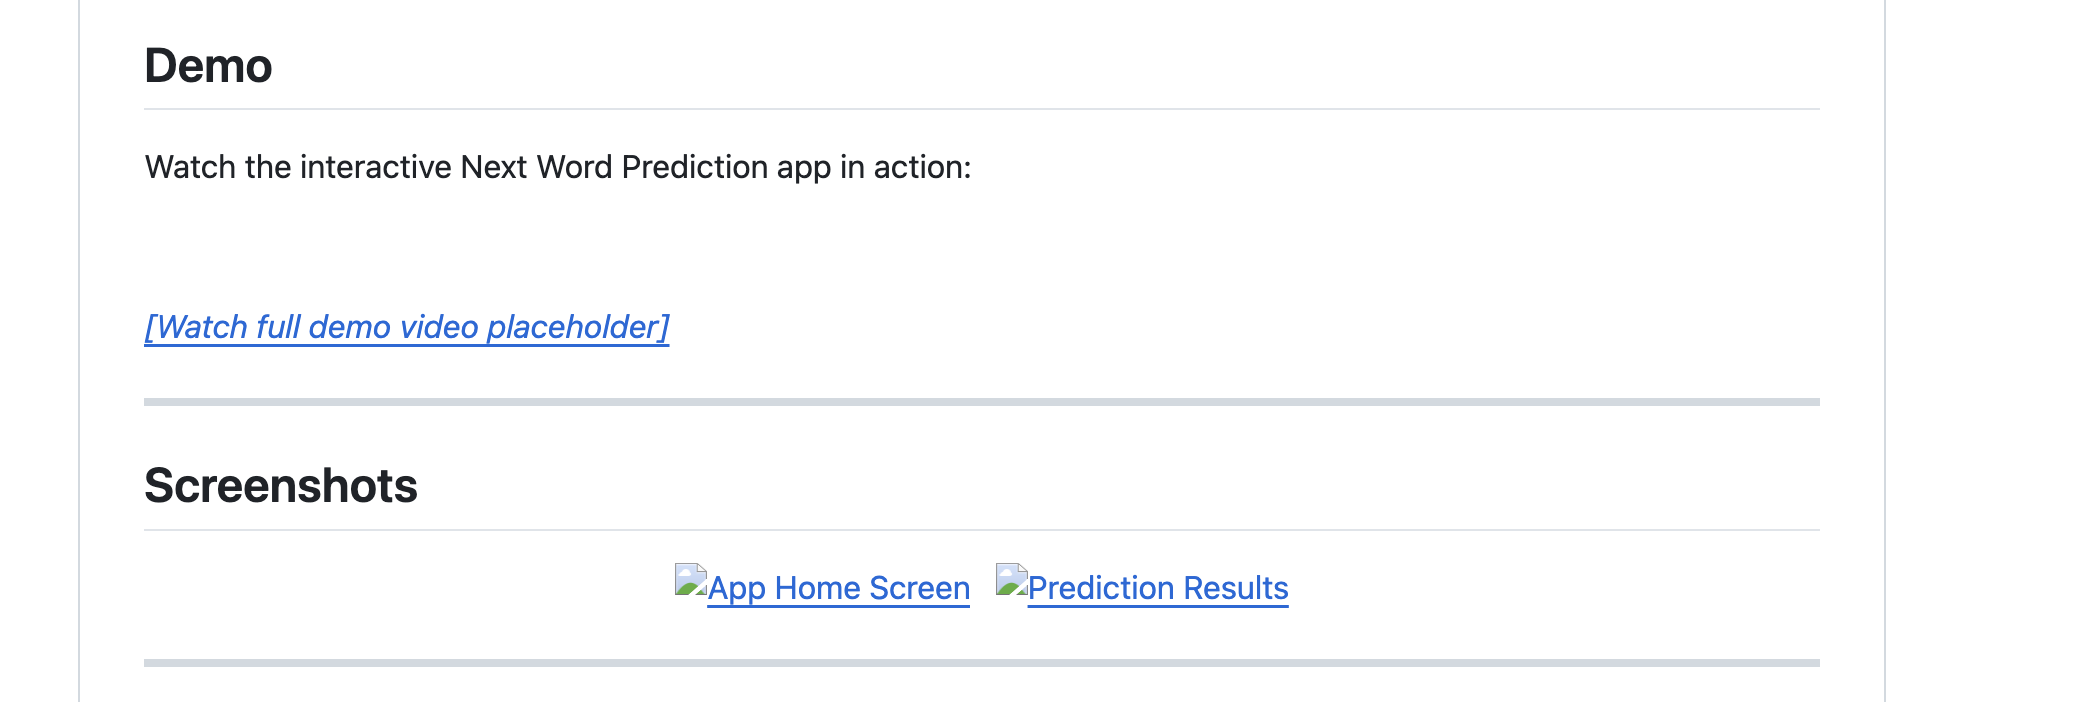 Demo
Watch the interactive Next Word Prediction app in action:
[Watch full demo video placeholder]
Screenshots
App Home Screen Prediction Results